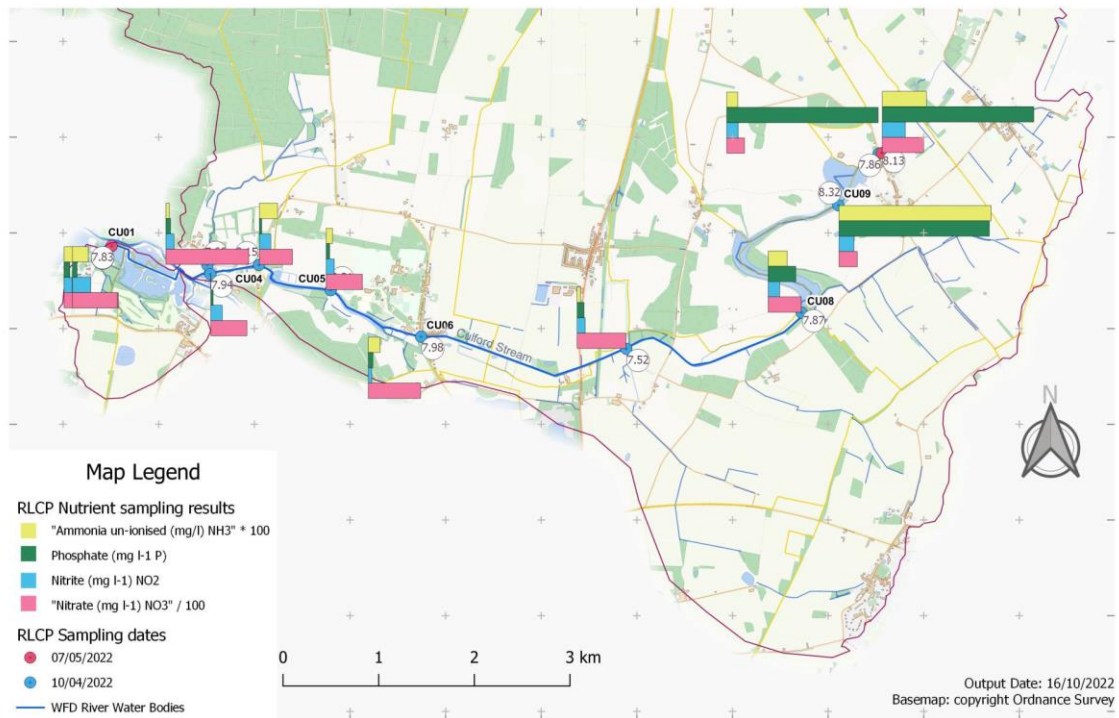 7.86
8.13
8.32
CU09
CU01
7.83
CU04
7.94
CU05
CU08
7.87
CU06
7.98
Culford Stream
7.52
N
Map Legend
RLCP Nutrient sampling results
"Ammonia un-ionised (mg/l) NH3" * 100
Phosphate (mg l-1 P)
Nitrite (mg l-1) NO2
"Nitrate (mg l-1) NO3" / 100
RLCP Sampling dates
07/05/2022
10/04/2022
WFD River Water Bodies
0 1 2 3 km
Output Date: 16/10/2022
Basemap: copyright Ordnance Survey